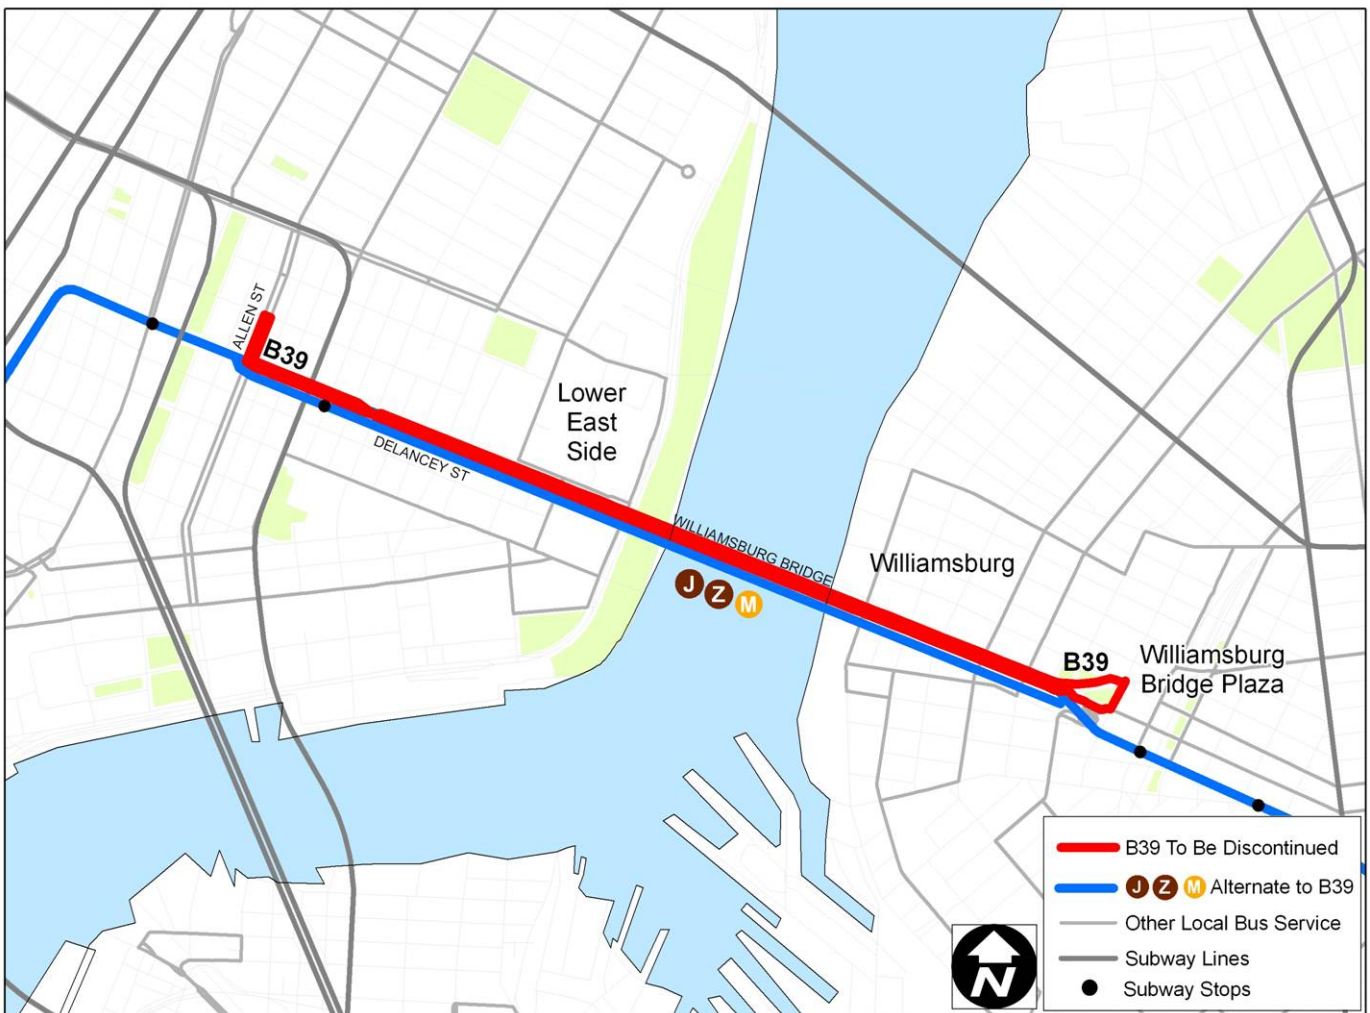 ALLEN ST
B39
Lower
East
Side
DELANCEY ST
WILLIAMSBURG BRIDGE
J Z M
Williamsburg
B39
Williamsburg
Bridge Plaza
B39 To Be Discontinued
J Z M Alternate to B39
Other Local Bus Service
Subway Lines
Subway Stops
N